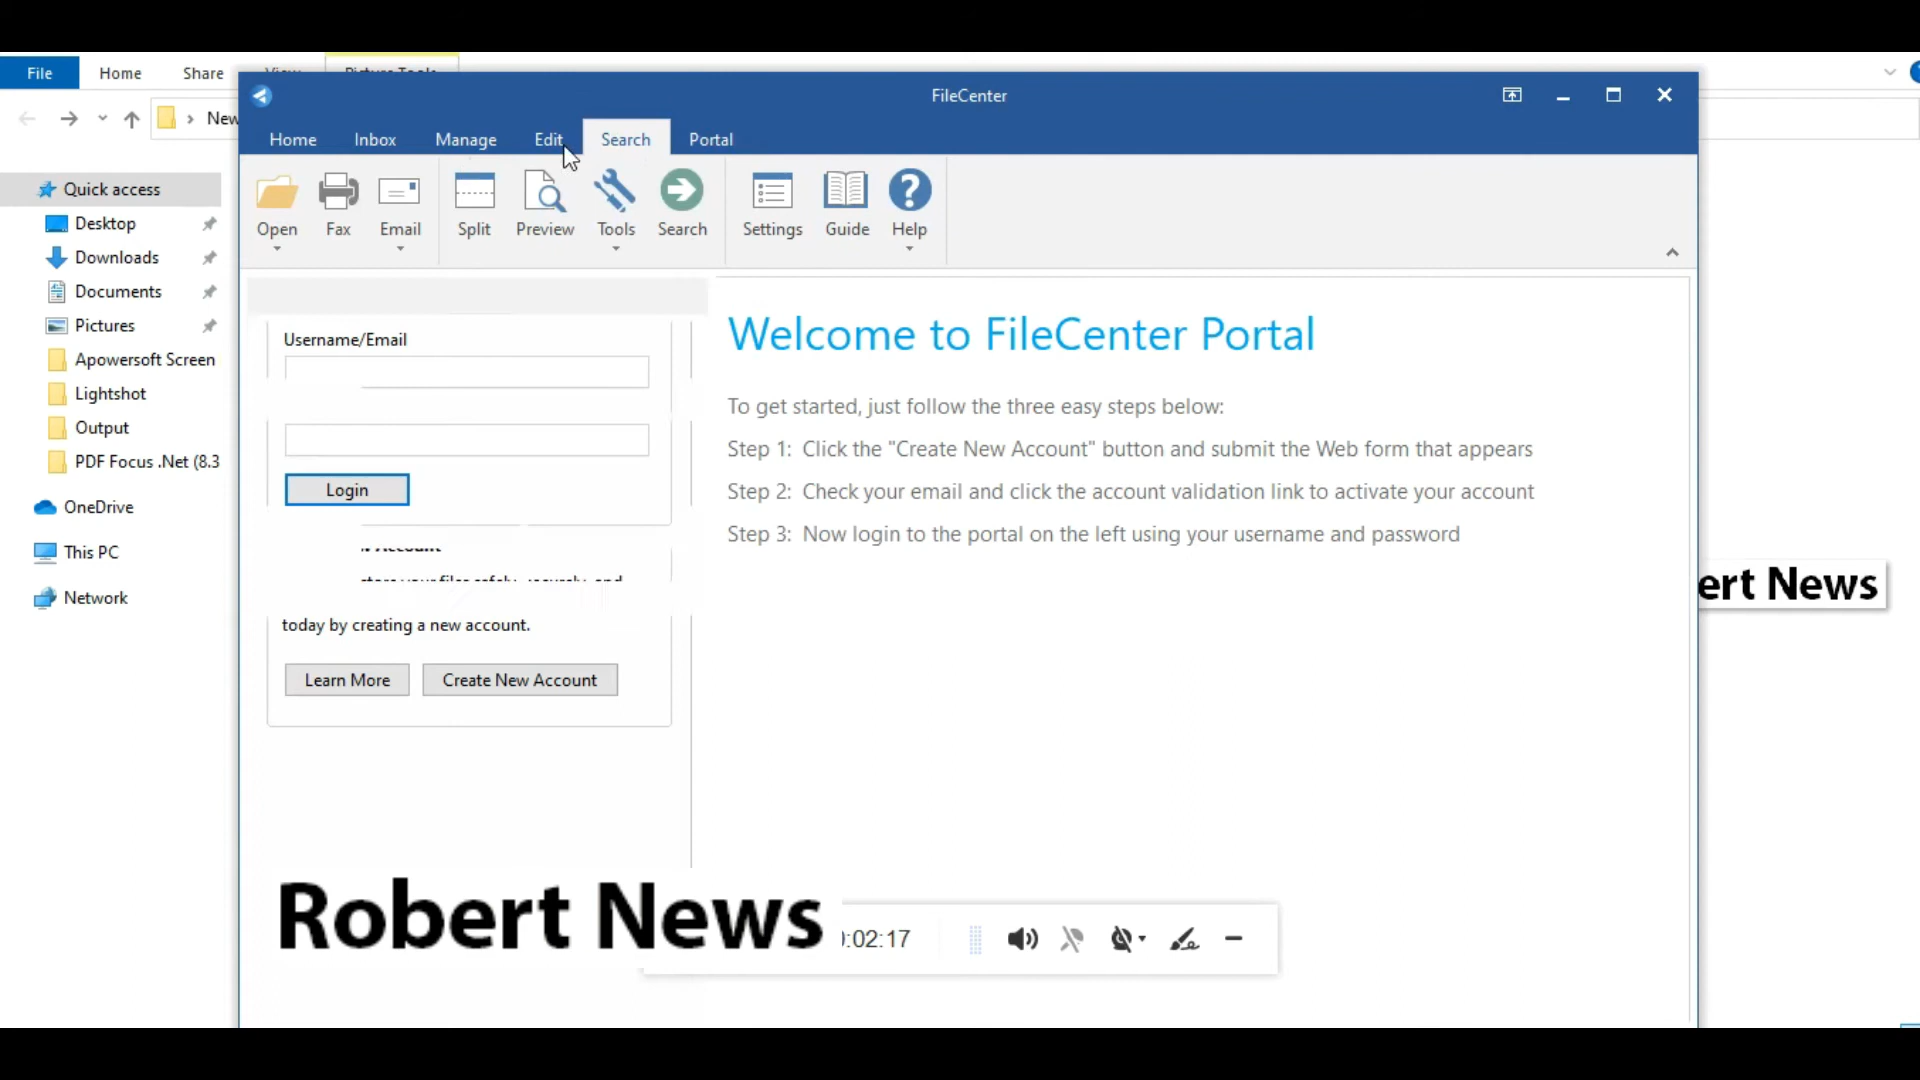 File Home Share
FileCenter
New
Home Inbox Manage Edit Search Portal
Open Fax Email Split Preview Tools Search Settings Guide Help
Quick access
Desktop
Downloads
Documents
Pictures
Apowersoft Screen
Lightshot
Output
PDF Focus .Net (8.3
OneDrive
This PC
Network
Username/Email
Login
today by creating a new account.
Learn More Create New Account
Welcome to FileCenter Portal
To get started, just follow the three easy steps below:
Step 1: Click the "Create New Account" button and submit the Web form that appears
Step 2: Check your email and click the account validation link to activate your account
Step 3: Now login to the portal on the left using your username and password
ert News
Robert News
:02:17